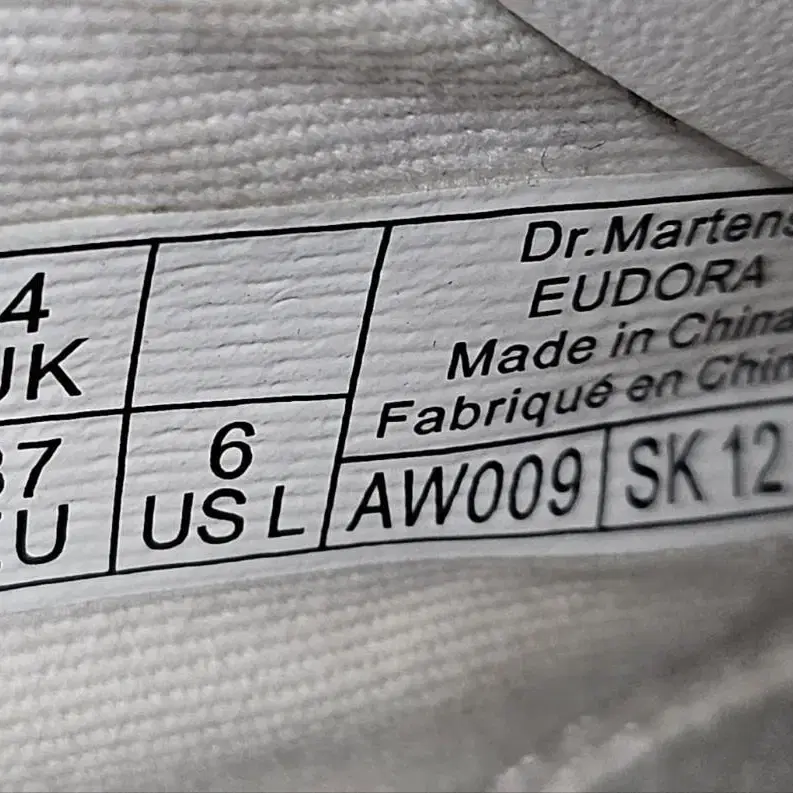 4
UK
37
EU
6
US L
Dr.Martens
EUDORA
Made in China
Fabriqué en Chin
AW009
SK 12